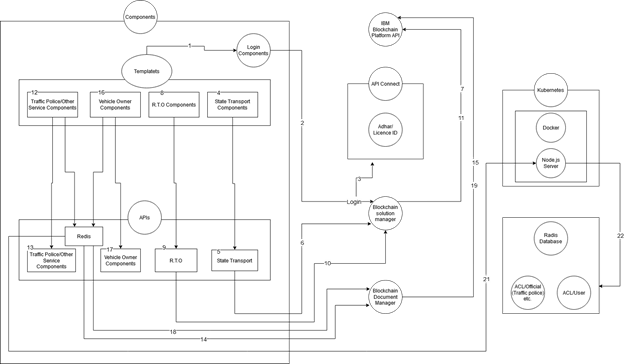 Components
1
Login
Components
Templatets
12
Traffic Police/Other
Service Components
16
Vehicle Owner
Components
8
R.T.O Components
4
State Transport
Components
2
APIs
Redis
13
Traffic Police/Other
Service
Components
17
Vehicle Owner
Components
9
R.T.O
5
State Transport
6
10
18
14
IBM
Blockchain
Platform API
API Connect
Adhar/
Licence ID
3
Login
Blockchain
solution
manager
Blockchain
Document
Manager
7
11
15
19
21
Kubernetes
Docker
Node.js
Server
22
Radis
Database
ACL/Official
(Traffic police)
etc.
ACL/User